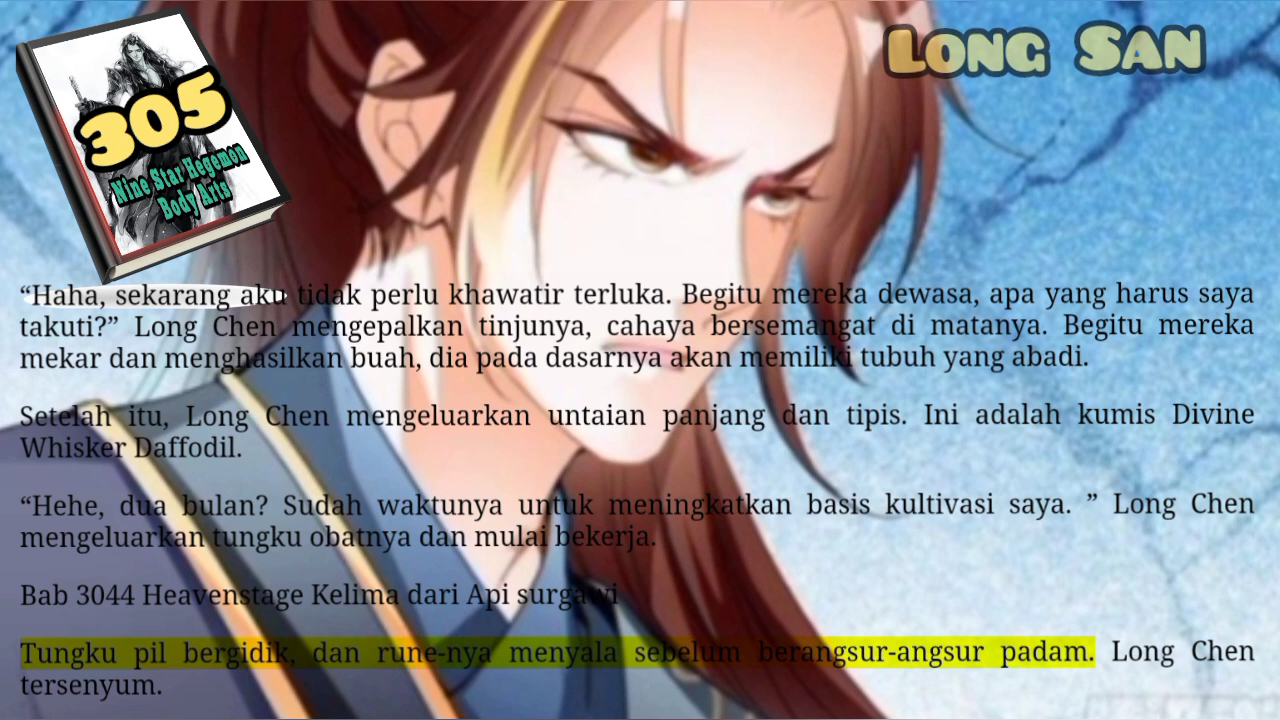 LONG SAN
305
Nine Star Hegemon
Body Arts
“Haha, sekarang aku tidak perlu khawatir terluka. Begitu mereka dewasa, apa yang harus saya
takuti?” Long Chen mengepalkan tinjunya, cahaya bersemangat di matanya. Begitu mereka
mekar dan menghasilkan buah, dia pada dasarnya akan memiliki tubuh yang abadi.
Setelah itu, Long Chen mengeluarkan untaian panjang dan tipis. Ini adalah kumis Divine
Whisker Daffodil.
“Hehe, dua bulan? Sudah waktunya untuk meningkatkan basis kultivasi saya. ” Long Chen
mengeluarkan tungku obatnya dan mulai bekerja.
Bab 3044 Heavenstage Kelima dari Api surgawi
Tungku pil bergidik, dan rune-nya menyala sebelum berangsur-angsur padam. Long Chen
tersenyum.